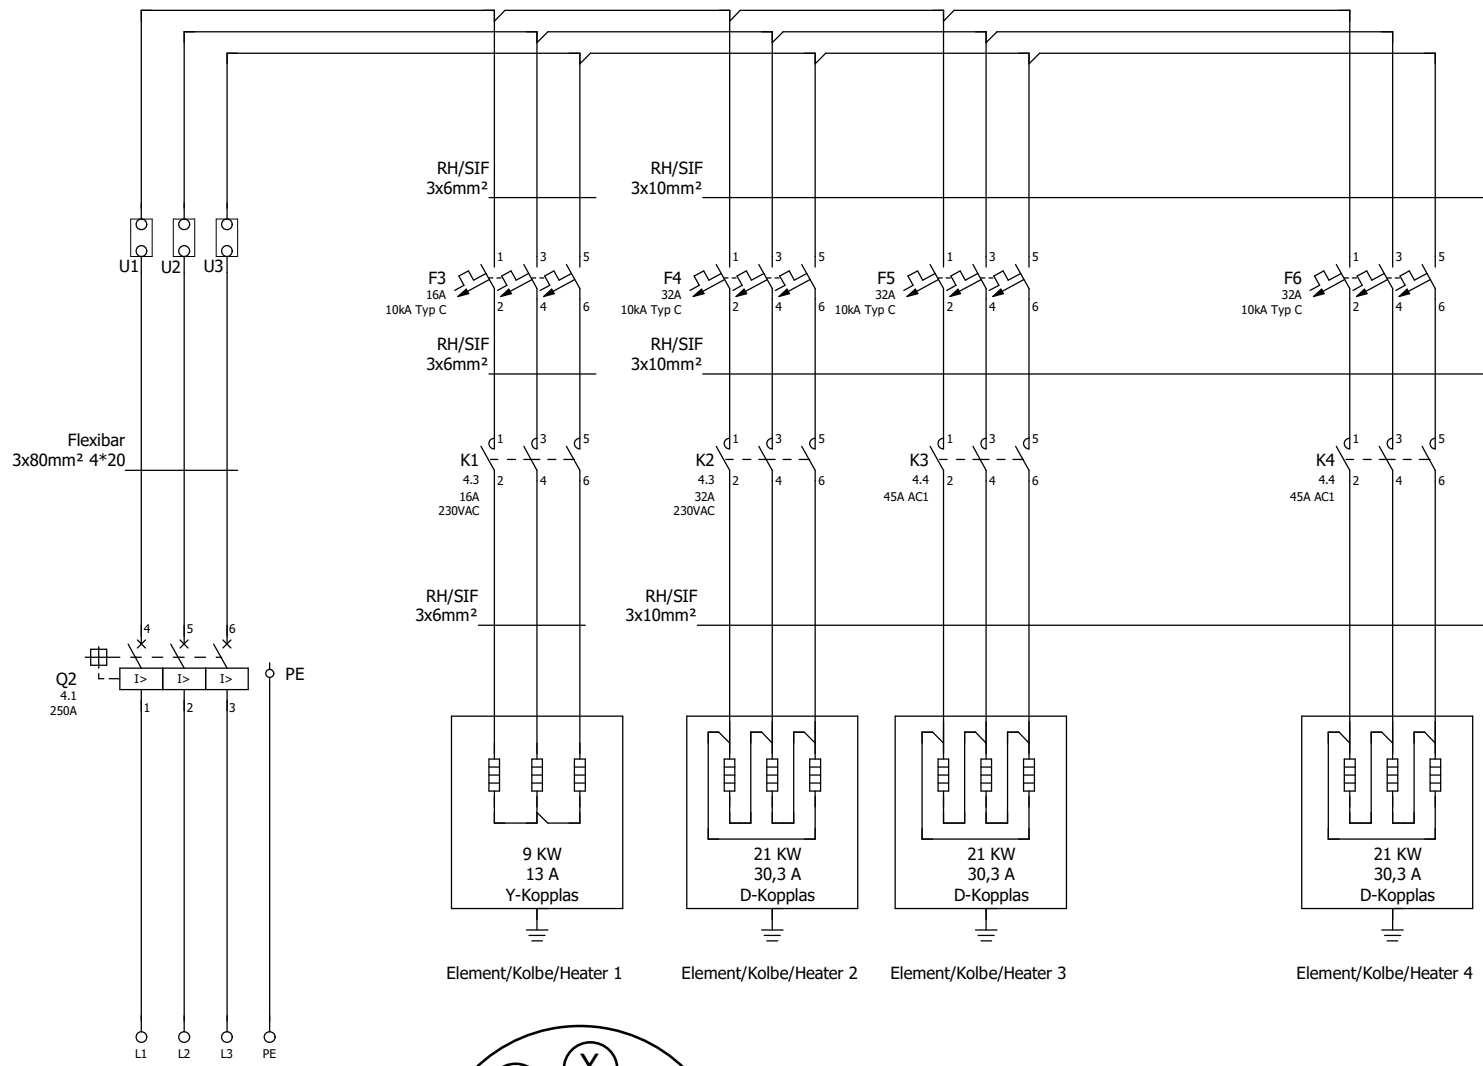 RH/SIF
3x6mm²
RH/SIF
3x10mm²
U1
U2
U3
1 3 5
F3
16A
10kA Typ C
2 4 6
1 3 5
F4
32A
10kA Typ C
2 4 6
1 3 5
F5
32A
10kA Typ C
2 4 6
1 3 5
F6
32A
10kA Typ C
2 4 6
RH/SIF
3x6mm²
RH/SIF
3x10mm²
Flexibar
3x80mm² 4*20
1 3 5
K1
4.3
16A
230VAC
2 4 6
1 3 5
K2
4.3
32A
230VAC
2 4 6
1 3 5
K3
4.4
45A AC1
2 4 6
1 3 5
K4
4.4
45A AC1
2 4 6
RH/SIF
3x6mm²
RH/SIF
3x10mm²
4 5 6
Q2
4.1
250A
I> I> I>
1 2 3
PE
9 KW
13 A
Y-Kopplas
21 KW
30,3 A
D-Kopplas
21 KW
30,3 A
D-Kopplas
21 KW
30,3 A
D-Kopplas
Element/Kolbe/Heater 1
Element/Kolbe/Heater 2
Element/Kolbe/Heater 3
Element/Kolbe/Heater 4
L1 L2 L3 PE
Y